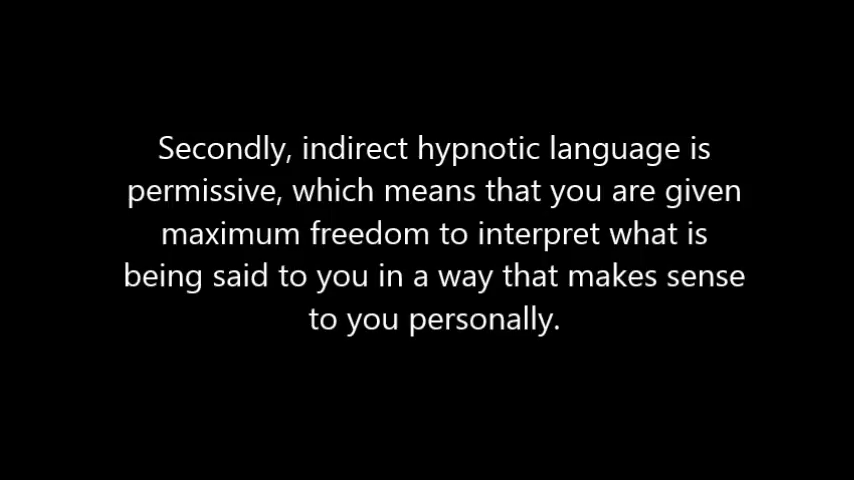 Secondly, indirect hypnotic language is
permissive, which means that you are given
maximum freedom to interpret what is
being said to you in a way that makes sense
to you personally.